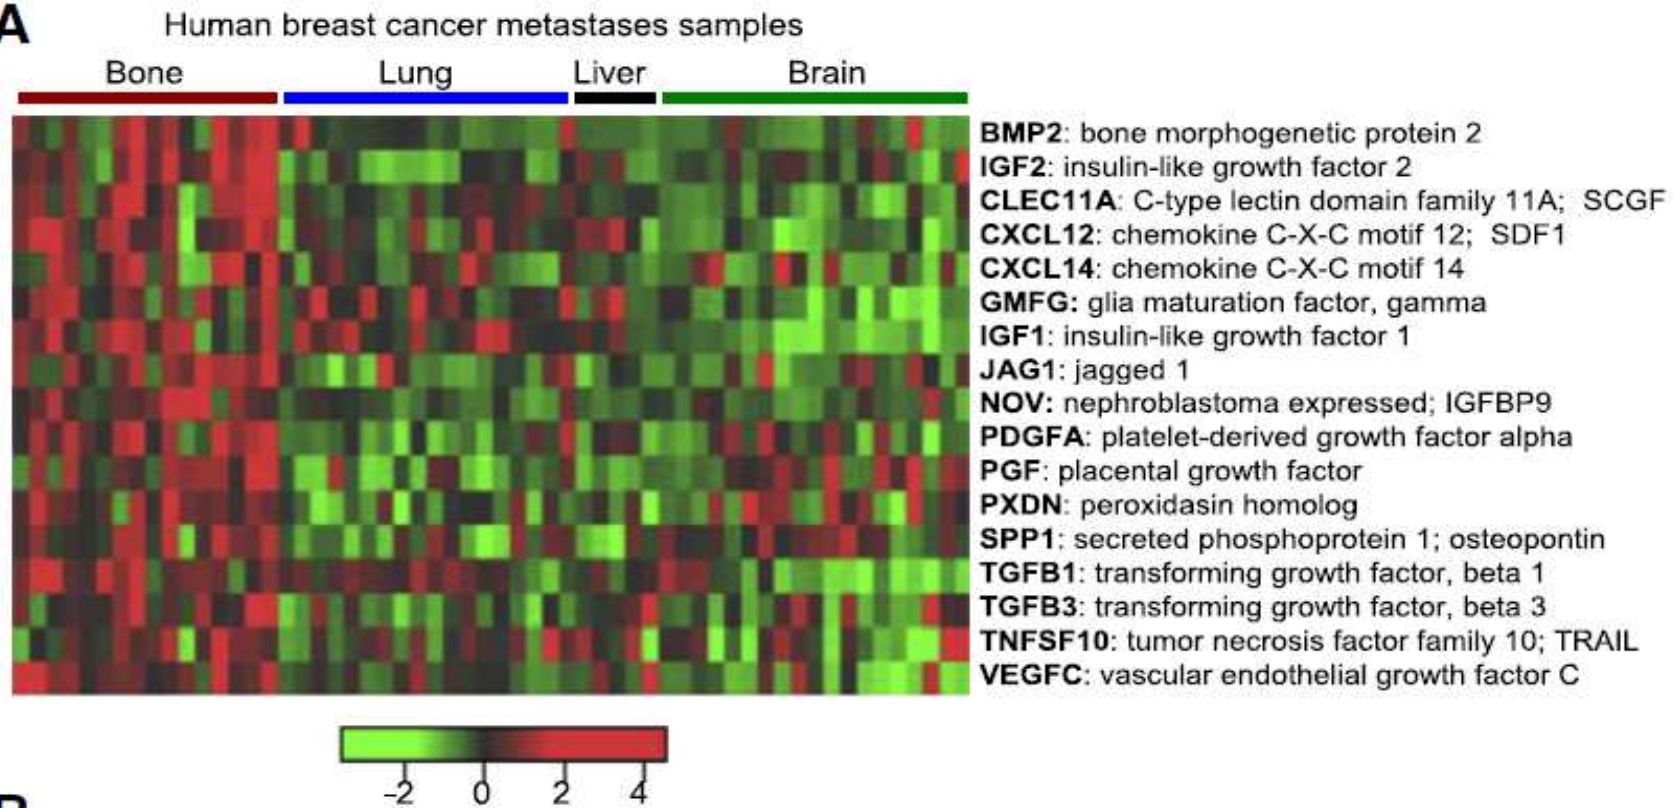 A
Human breast cancer metastases samples
Bone Lung Liver Brain
BMP2: bone morphogenetic protein 2
IGF2: insulin-like growth factor 2
CLEC11A: C-type lectin domain family 11A; SCGF
CXCL12: chemokine C-X-C motif 12; SDF1
CXCL14: chemokine C-X-C motif 14
GMFG: glia maturation factor, gamma
IGF1: insulin-like growth factor 1
JAG1: jagged 1
NOV: nephroblastoma expressed; IGFBP9
PDGFA: platelet-derived growth factor alpha
PGF: placental growth factor
PXDN: peroxidasin homolog
SPP1: secreted phosphoprotein 1; osteopontin
TGFB1: transforming growth factor, beta 1
TGFB3: transforming growth factor, beta 3
TNFSF10: tumor necrosis factor family 10; TRAIL
VEGFC: vascular endothelial growth factor C
-2 0 2 4